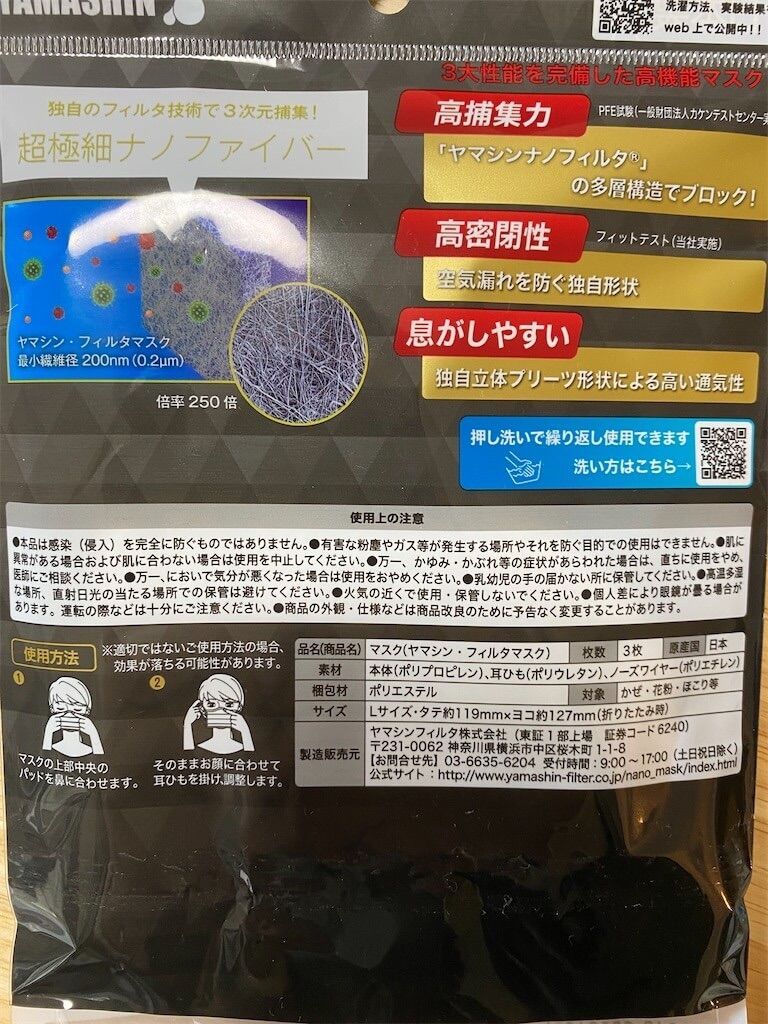 YAMASHIN
洗濯方法、実験結果
web上で公開中!!
3大性能を完備した高機能マスク
独自のフィルタ技術で3次元捕集！
超極細ナノファイバー
高捕集力
PFE試験(一般財団法人カケンテストセンター
「ヤマシンナノフィルタ®」
の多層構造でブロック！
高密閉性
フィットテスト(当社実施)
空気漏れを防ぐ独自形状
息がしやすい
独自立体プリーツ形状による高い通気性
ヤマシン・フィルタマスク
最小繊維径 200nm(0.2μm)
倍率250倍
押し洗いで繰り返し使用できます
洗い方はこちら→
使用上の注意
●本品は感染（侵入）を完全に防ぐものではありません。●有害な粉塵やガス等が発生する場所やそれを防ぐ目的での使用はできません。●肌に
異常がある場合および肌に合わない場合は使用を中止してください。●万一、かゆみ・かぶれ等の症状があらわれた場合は、直ちに使用をやめ、
医師にご相談ください。●万一、においで気分が悪くなった場合は使用をおやめください。●乳幼児の手の届かない所に保管してください。●高温多湿
な場所、直射日光の当たる場所での保管は避けてください。●火気の近くで使用・保管しないでください。●個人差により眼鏡が曇る場合が
あります。運転の際などは十分にご注意ください。●商品の外観・仕様などは商品改良のために予告なく変更することがあります。
使用方法
※適切ではないご使用方法の場合、
効果が落ちる可能性があります。
1
2
マスクの上部中央の
パッドを鼻に合わせます。
そのままお顔に合わせて
耳ひもを掛け、調整します。
品名(商品名) マスク(ヤマシン・フィルタマスク) 枚数 3枚 原産国 日本
素材 本体(ポリプロピレン)、耳ひも(ポリウレタン)、ノーズワイヤー(ポリエチレン)
梱包材 ポリエステル 対象 かぜ・花粉・ほこり等
サイズ Lサイズ・タテ約119mm×ヨコ約127mm(折りたたみ時)
製造販売元 ヤマシンフィルタ株式会社（東証1部上場 証券コード6240）
〒231-0062 神奈川県横浜市中区桜木町 1-1-8
【お問合せ先】03-6635-6204 受付時間：9:00～17:00（土日祝日除く）
公式サイト：http://www.yamashin-filter.co.jp/nano_mask/index.html